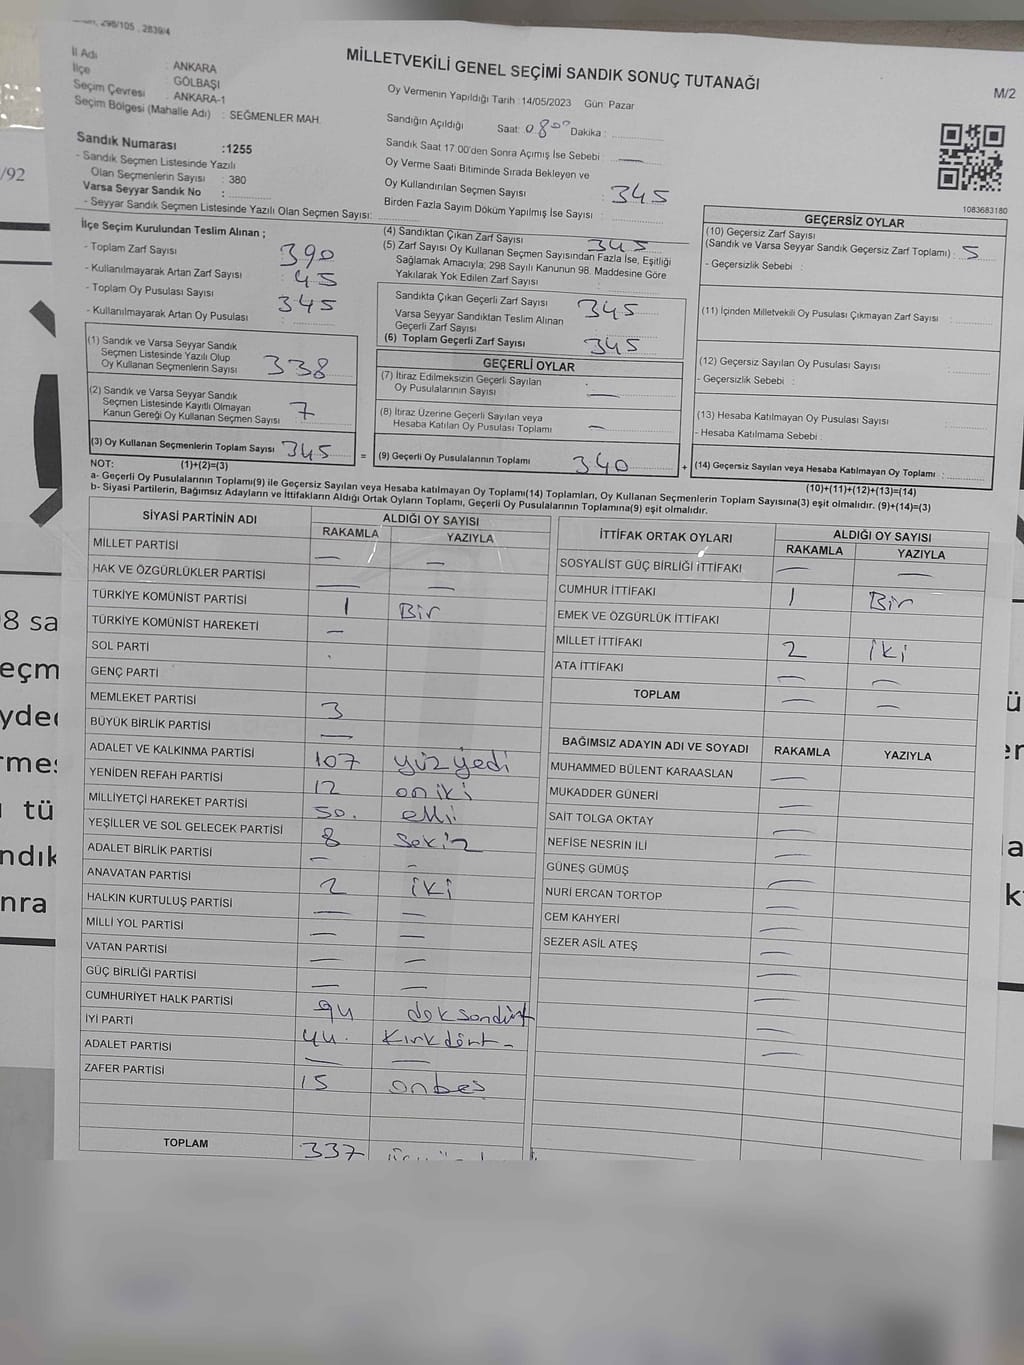 298/105 , 2839/4
MİLLETVEKİLİ GENEL SEÇİMİ SANDIK SONUÇ TUTANAĞI
M/2
İl Adı : ANKARA
İlçe : GÖLBAŞI
Seçim Çevresi : ANKARA-1
Seçim Bölgesi (Mahalle Adı) : SEĞMENLER MAH.
Sandık Numarası :1255
- Sandık Seçmen Listesinde Yazılı
Olan Seçmenlerin Sayısı : 380
Varsa Seyyar Sandık No :
- Seyyar Sandık Seçmen Listesinde Yazılı Olan Seçmen Sayısı:
Oy Vermenin Yapıldığı Tarih :14/05/2023 Gün: Pazar
Sandığın Açıldığı Saat: 08 00 Dakika :
Sandık Saat 17.00'den Sonra Açımış İse Sebebi : —
Oy Verme Saati Bitiminde Sırada Bekleyen ve
Oy Kullandırılan Seçmen Sayısı : 345
Birden Fazla Sayım Döküm Yapılmış İse Sayısı :
1083683180
İlçe Seçim Kurulundan Teslim Alınan ;
- Toplam Zarf Sayısı : 390
- Kullanılmayarak Artan Zarf Sayısı : 45
- Toplam Oy Pusulası Sayısı : 345
- Kullanılmayarak Artan Oy Pusulası :
(1) Sandık ve Varsa Seyyar Sandık
Seçmen Listesinde Yazılı Olup
Oy Kullanan Seçmenlerin Sayısı : 338
(2) Sandık ve Varsa Seyyar Sandık
Seçmen Listesinde Kayıtlı Olmayan
Kanun Gereği Oy Kullanan Seçmen Sayısı : 7
(3) Oy Kullanan Seçmenlerin Toplam Sayısı : 345
(1)+(2)=(3)
(4) Sandıktan Çıkan Zarf Sayısı : 345
(5) Zarf Sayısı Oy Kullanan Seçmen Sayısından Fazla İse, Eşitliği
Sağlamak Amacıyla; 298 Sayılı Kanunun 98. Maddesine Göre
Yakılarak Yok Edilen Zarf Sayısı :
Sandıkta Çıkan Geçerli Zarf Sayısı : 345
Varsa Seyyar Sandıktan Teslim Alınan
Geçerli Zarf Sayısı :
(6) Toplam Geçerli Zarf Sayısı : 345
GEÇERLİ OYLAR
(7) İtiraz Edilmeksizin Geçerli Sayılan
Oy Pusulalarının Sayısı : —
(8) İtiraz Üzerine Geçerli Sayılan veya
Hesaba Katılan Oy Pusulası Toplamı : —
= (9) Geçerli Oy Pusulalarının Toplamı : 340
GEÇERSİZ OYLAR
(10) Geçersiz Zarf Sayısı
(Sandık ve Varsa Seyyar Sandık Geçersiz Zarf Toplamı) : 5
- Geçersizlik Sebebi :
(11) İçinden Milletvekili Oy Pusulası Çıkmayan Zarf Sayısı :
(12) Geçersiz Sayılan Oy Pusulası Sayısı :
- Geçersizlik Sebebi :
(13) Hesaba Katılmayan Oy Pusulası Sayısı :
- Hesaba Katılmama Sebebi :
+ (14) Geçersiz Sayılan veya Hesaba Katılmayan Oy Toplamı :
(10)+(11)+(12)+(13)=(14)
NOT:
a- Geçerli Oy Pusulalarının Toplamı(9) ile Geçersiz Sayılan veya Hesaba katılmayan Oy Toplamı(14) Toplamları, Oy Kullanan Seçmenlerin Toplam Sayısına(3) eşit olmalıdır. (9)+(14)=(3)
b- Siyasi Partilerin, Bağımsız Adayların ve İttifakların Aldığı Ortak Oyların Toplamı, Geçerli Oy Pusulalarının Toplamına(9) eşit olmalıdır.
SİYASİ PARTİNİN ADI ALDIĞI OY SAYISI
RAKAMLA YAZIYLA
MİLLET PARTİSİ — —
HAK VE ÖZGÜRLÜKLER PARTİSİ — —
TÜRKİYE KOMÜNİST PARTİSİ 1 Bir
TÜRKİYE KOMÜNİST HAREKETİ —
SOL PARTİ
GENÇ PARTİ
MEMLEKET PARTİSİ 3
BÜYÜK BİRLİK PARTİSİ —
ADALET VE KALKINMA PARTİSİ 107 yüz yedi
YENİDEN REFAH PARTİSİ 12 on iki
MİLLİYETÇİ HAREKET PARTİSİ 50. elli
YEŞİLLER VE SOL GELECEK PARTİSİ 8 Sekiz
ADALET BİRLİK PARTİSİ — —
ANAVATAN PARTİSİ 2 iki
HALKIN KURTULUŞ PARTİSİ — —
MİLLİ YOL PARTİSİ — —
VATAN PARTİSİ — —
GÜÇ BİRLİĞİ PARTİSİ — —
CUMHURİYET HALK PARTİSİ 94 doksandört
İYİ PARTİ 44. Kırkdört -
ADALET PARTİSİ — —
ZAFER PARTİSİ 15 onbeş
TOPLAM 337
İTTİFAK ORTAK OYLARI ALDIĞI OY SAYISI
RAKAMLA YAZIYLA
SOSYALİST GÜÇ BİRLİĞİ İTTİFAKI — —
CUMHUR İTTİFAKI 1 Bir
EMEK VE ÖZGÜRLÜK İTTİFAKI
MİLLET İTTİFAKI 2 iki
ATA İTTİFAKI — —
TOPLAM — —
BAĞIMSIZ ADAYIN ADI VE SOYADI RAKAMLA YAZIYLA
MUHAMMED BÜLENT KARAASLAN —
MUKADDER GÜNERİ —
SAİT TOLGA OKTAY —
NEFİSE NESRİN İLİ —
GÜNEŞ GÜMÜŞ —
NURİ ERCAN TORTOP —
CEM KAHYERİ —
SEZER ASİL ATEŞ —
/92
8 sa
eçm
yde
rme
tü
ndık
nra